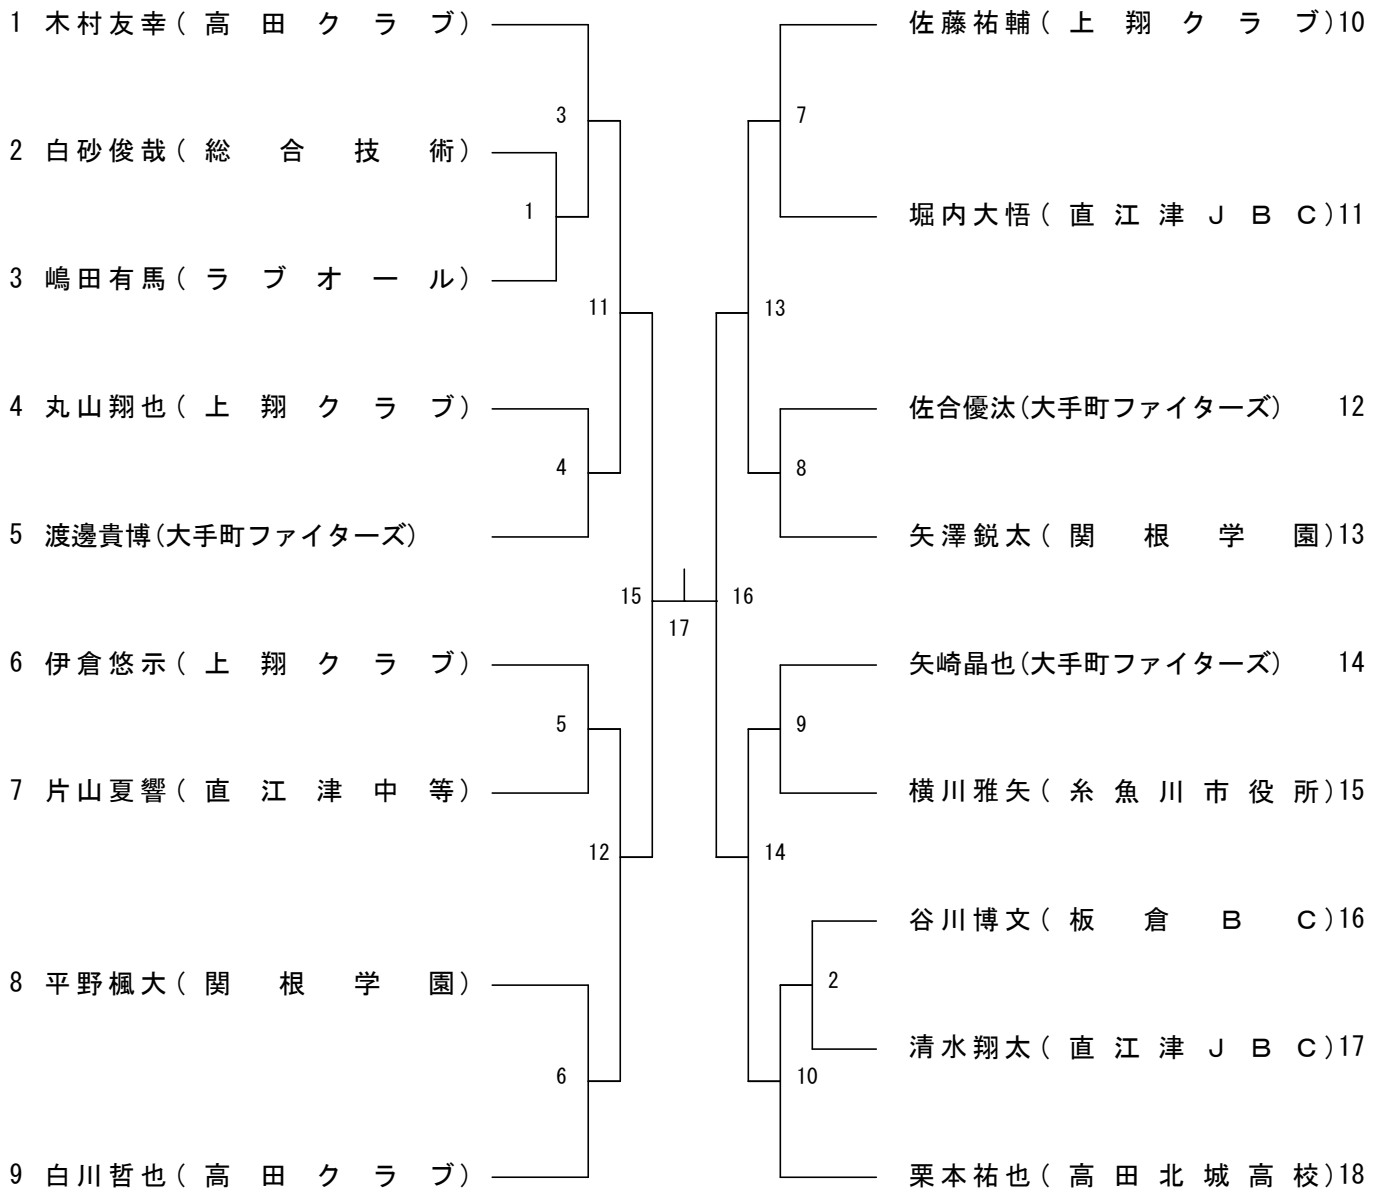 1 木村友幸(高田クラブ)
3
2 白砂俊哉(総合技術)
1
3 嶋田有馬(ラブオール)
11
4 丸山翔也(上翔クラブ)
4
5 渡邊貴博(大手町ファイターズ)
15
6 伊倉悠示(上翔クラブ)
5
7 片山夏響(直江津中等)
12
8 平野楓大(関根学園)
6
9 白川哲也(高田クラブ)
17
佐藤祐輔(上翔クラブ)10
7
堀内大悟(直江津JBC)11
13
佐合優汰(大手町ファイターズ) 12
8
矢澤鋭太(関根学園)13
16
矢崎晶也(大手町ファイターズ) 14
9
横川雅矢(糸魚川市役所)15
14
谷川博文(板倉BC)16
2
清水翔太(直江津JBC)17
10
栗本祐也(高田北城高校)18